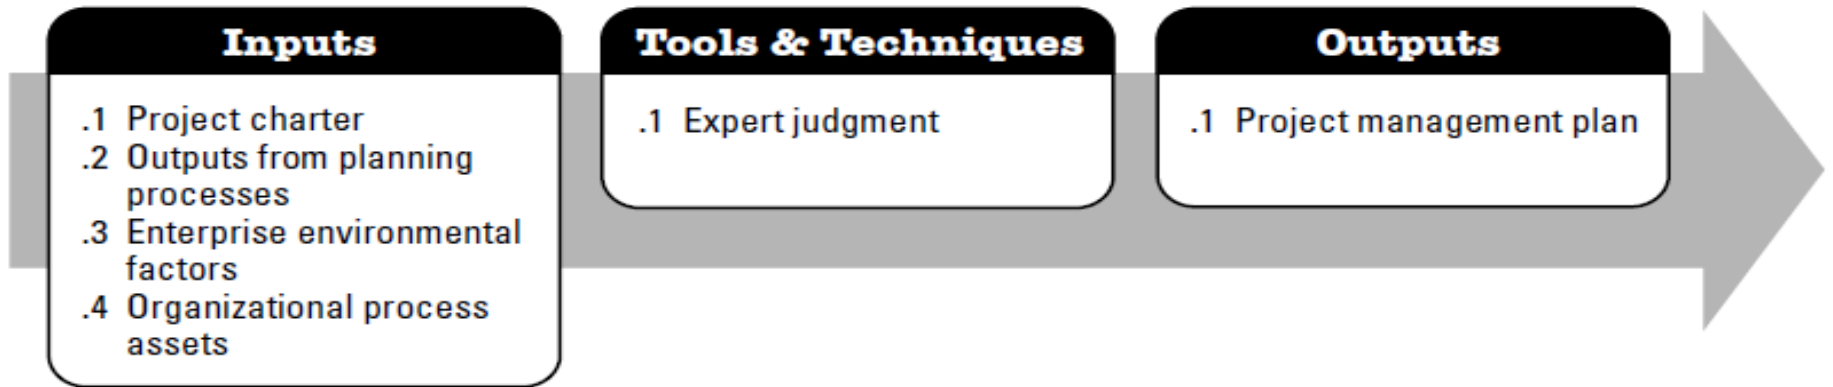 Inputs
.1 Project charter
.2 Outputs from planning
processes
.3 Enterprise environmental
factors
.4 Organizational process
assets
Tools & Techniques
.1 Expert judgment
Outputs
.1 Project management plan